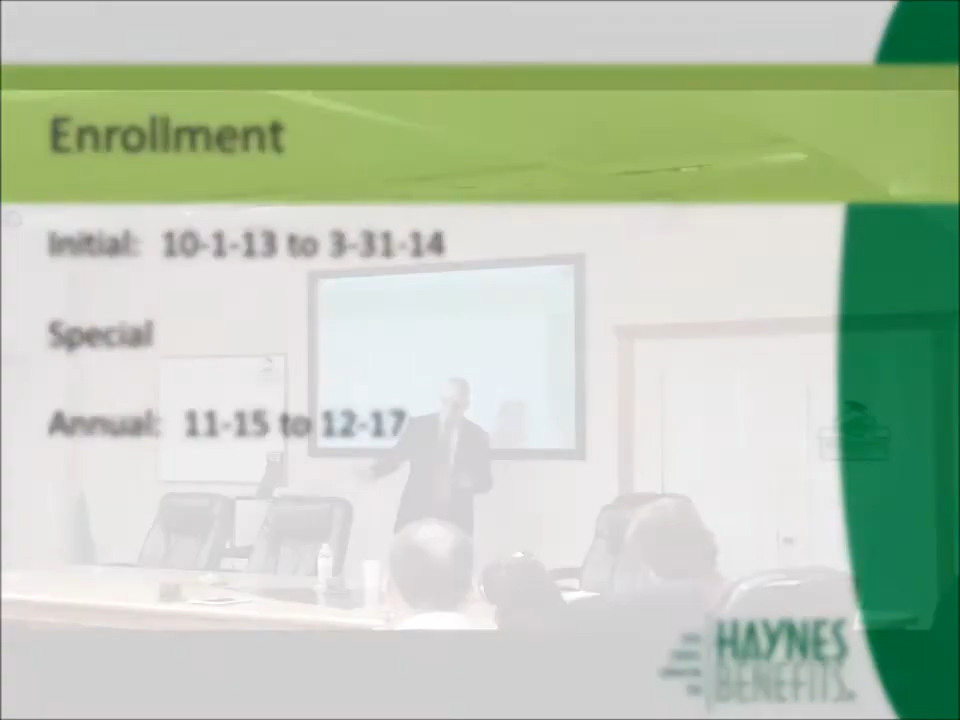 Enrollment
Initial: 10-1-13 to 3-31-14
Special
Annual: 11-15 to 12-17
HAYNES
BENEFITS